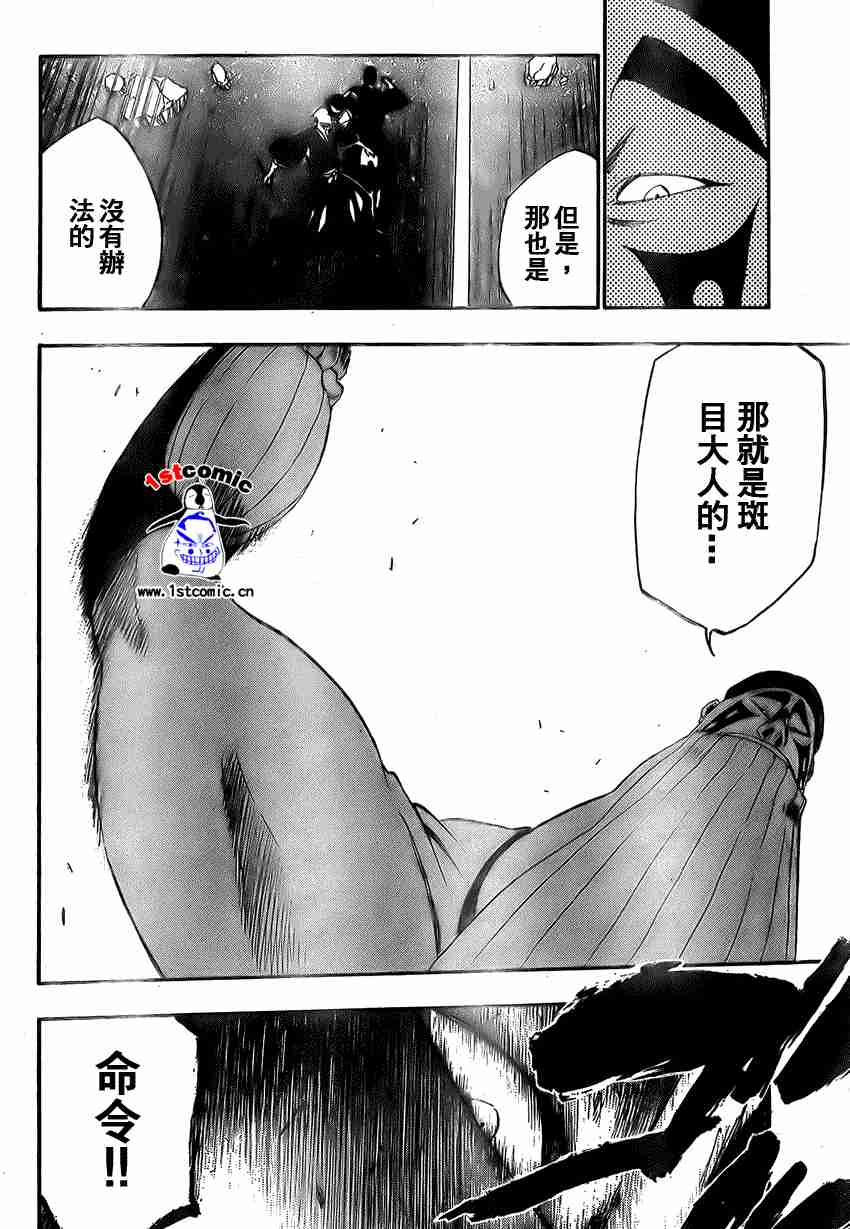 但是，
那也是
沒有辦
法的
那就是斑
目大人的…
1stcomic
www.1stcomic.cn
命令!!